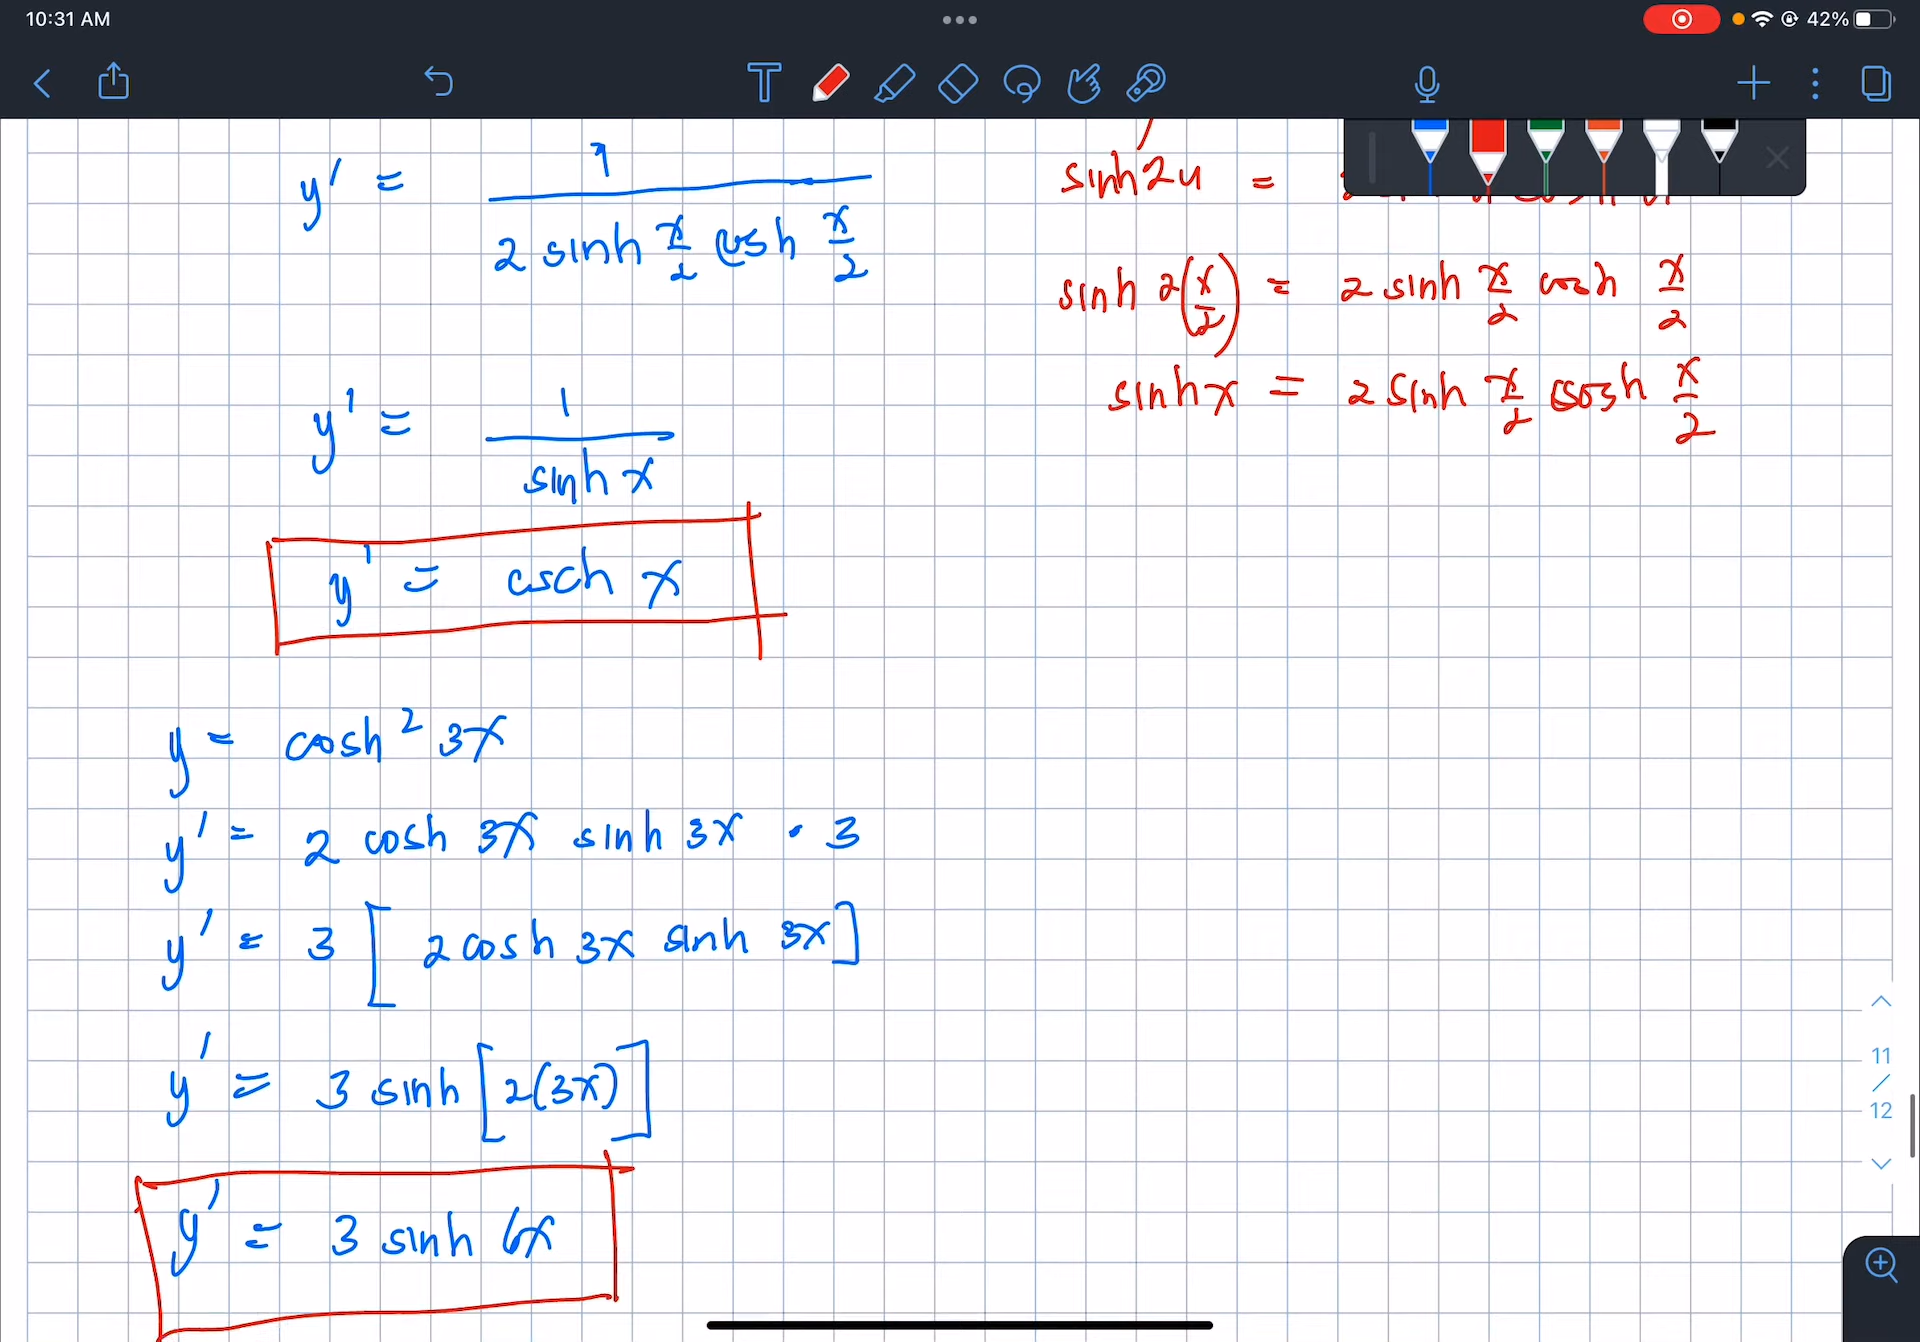 10:31 AM
42%
y' = 1 / (2 sinh x/2 cosh x/2)
sinh 2u =
sinh 2(x/2) = 2 sinh x/2 cosh x/2
sinh x = 2 sinh x/2 cosh x/2
y' = 1 / sinh x
y' = csch x
y = cosh² 3x
y' = 2 cosh 3x sinh 3x · 3
y' = 3 [2 cosh 3x sinh 3x]
y' = 3 sinh [2(3x)]
y' = 3 sinh 6x
11 / 12